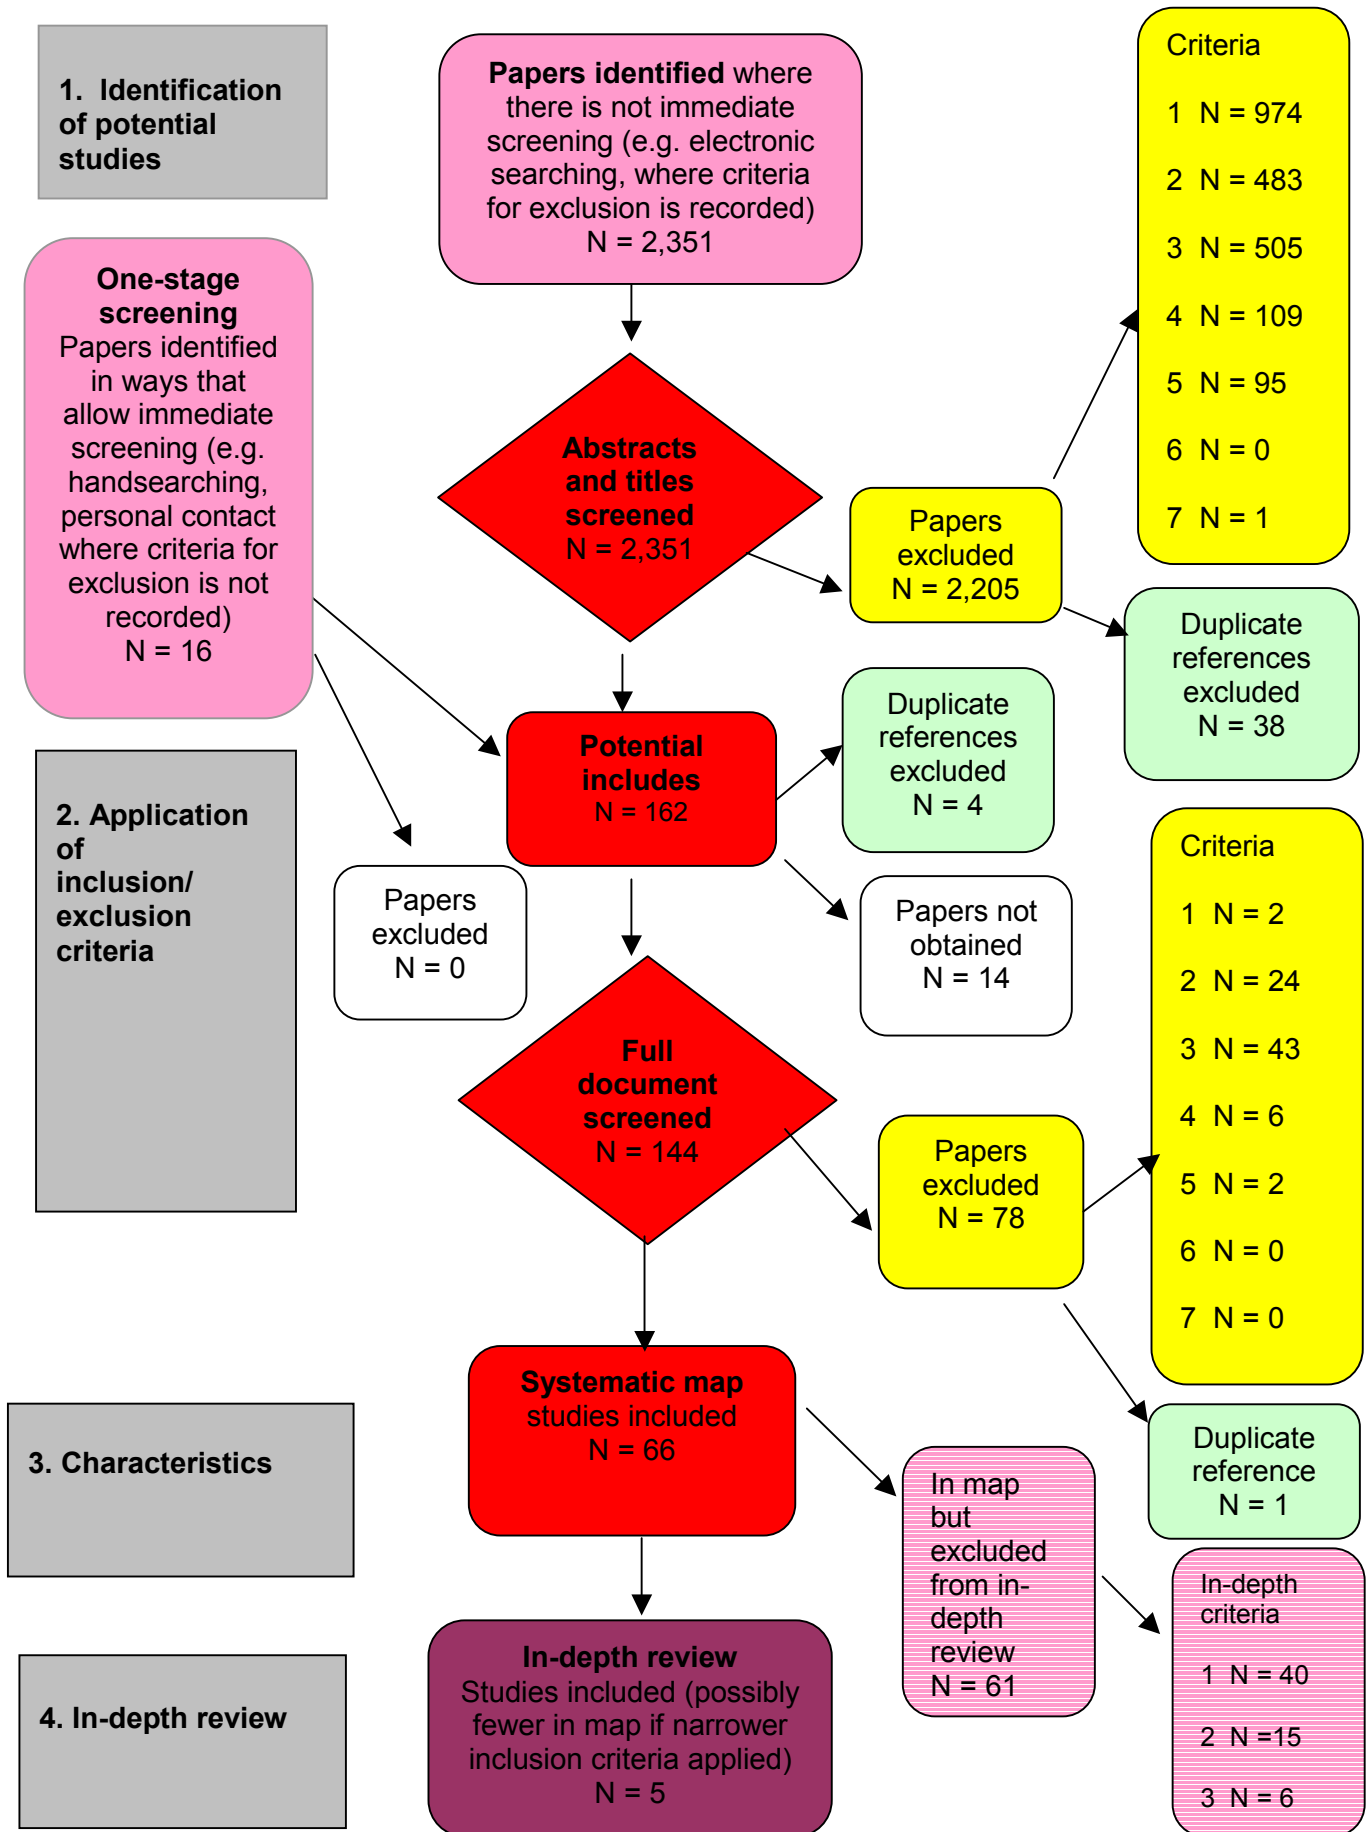 1. Identification
of potential
studies
Papers identified where
there is not immediate
screening (e.g. electronic
searching, where criteria
for exclusion is recorded)
N = 2,351
Criteria
1 N = 974
2 N = 483
3 N = 505
4 N = 109
5 N = 95
6 N = 0
7 N = 1
One-stage
screening
Papers identified
in ways that
allow immediate
screening (e.g.
handsearching,
personal contact
where criteria for
exclusion is not
recorded)
N = 16
Abstracts
and titles
screened
N = 2,351
Papers
excluded
N = 2,205
Duplicate
references
excluded
N = 38
2. Application
of
inclusion/
exclusion
criteria
Potential
includes
N = 162
Duplicate
references
excluded
N = 4
Papers
excluded
N = 0
Papers not
obtained
N = 14
Criteria
1 N = 2
2 N = 24
3 N = 43
4 N = 6
5 N = 2
6 N = 0
7 N = 0
Full
document
screened
N = 144
Papers
excluded
N = 78
Duplicate
reference
N = 1
3. Characteristics
Systematic map
studies included
N = 66
In map
but
excluded
from in-
depth
review
N = 61
In-depth
criteria
1 N = 40
2 N =15
3 N = 6
4. In-depth review
In-depth review
Studies included (possibly
fewer in map if narrower
inclusion criteria applied)
N = 5